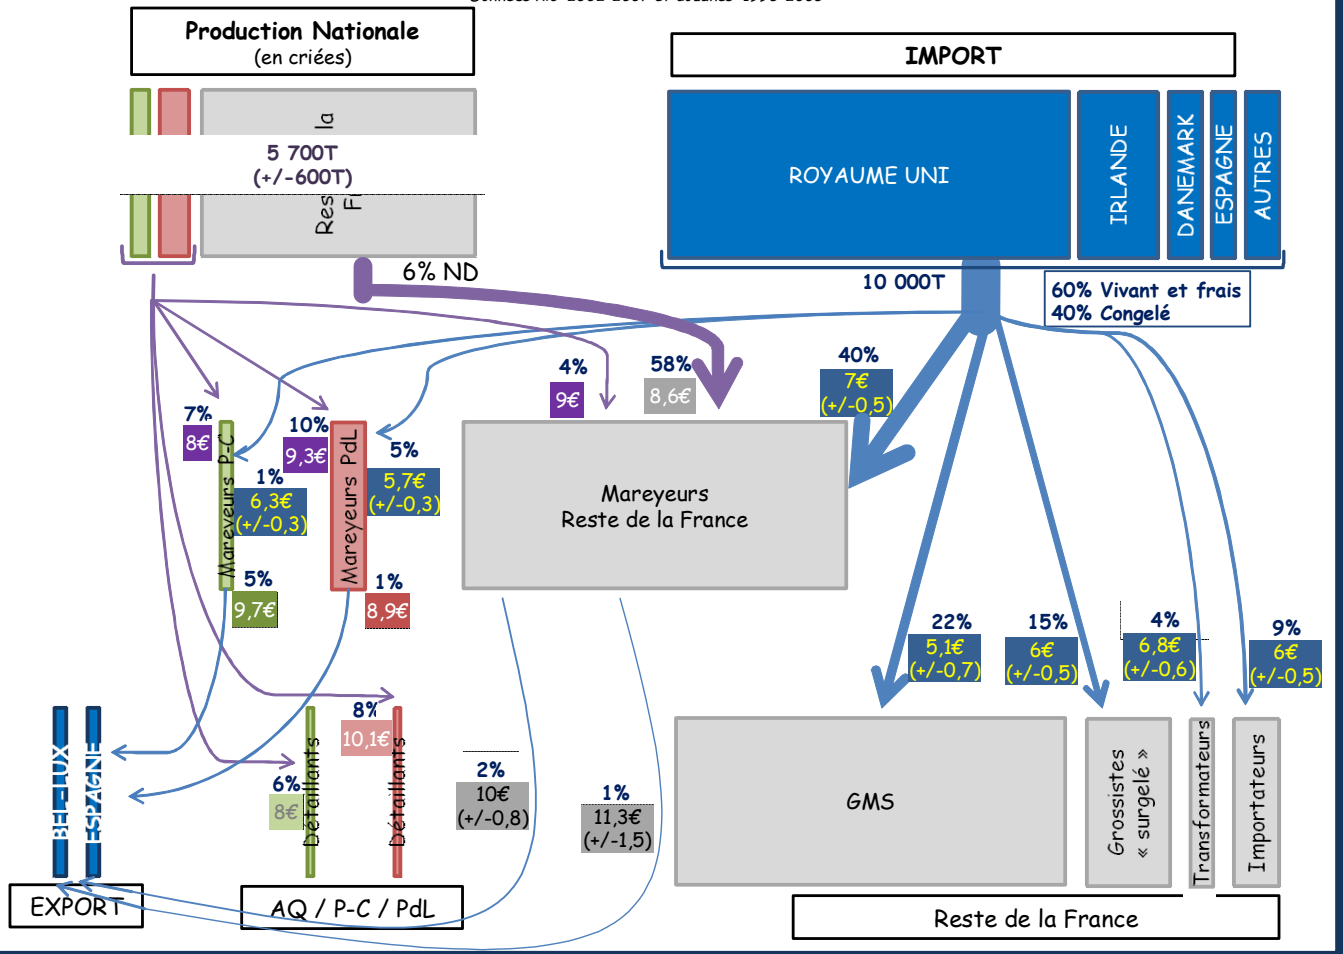 Production Nationale
(en criées)
IMPORT
la
5 700T
(+/-600T)
Res
ROYAUME UNI
IRLANDE
DANEMARK
ESPAGNE
AUTRES
6% ND
10 000T
60% Vivant et frais
40% Congelé
7%
8€
10%
9,3€
4%
9€
58%
8,6€
40%
7€
(+/-0,5)
Mareyeurs P-C
1%
6,3€
(+/-0,3)
Mareyeurs PdL
5%
5,7€
(+/-0,3)
Mareyeurs
Reste de la France
5%
9,7€
1%
8,9€
22%
5,1€
(+/-0,7)
15%
6€
(+/-0,5)
4%
6,8€
(+/-0,6)
9%
6€
(+/-0,5)
BEL-LUX
ESPAGNE
6%
8€
Détaillants
8%
10,1€
Détaillants
2%
10€
(+/-0,8)
1%
11,3€
(+/-1,5)
GMS
Grossistes
« surgelé »
Transformateurs
Importateurs
EXPORT
AQ / P-C / PdL
Reste de la France